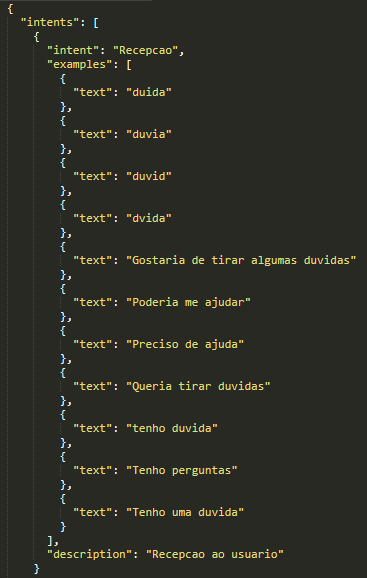 {
"intents": [
{
"intent": "Recepcao",
"examples": [
{
"text": "duida"
},
{
"text": "duvia"
},
{
"text": "duvid"
},
{
"text": "dvida"
},
{
"text": "Gostaria de tirar algumas duvidas"
},
{
"text": "Poderia me ajudar"
},
{
"text": "Preciso de ajuda"
},
{
"text": "Queria tirar duvidas"
},
{
"text": "tenho duvida"
},
{
"text": "Tenho perguntas"
},
{
"text": "Tenho uma duvida"
}
],
"description": "Recepcao ao usuario"
}